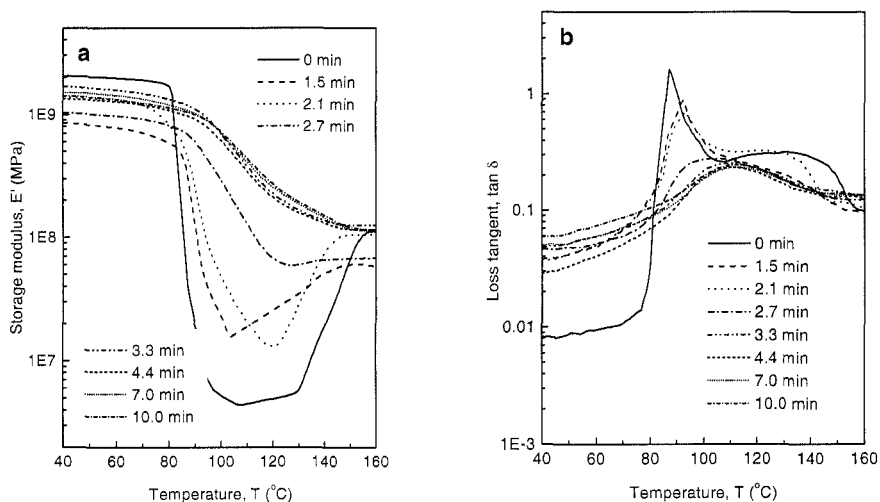 a
0 min
1.5 min
2.1 min
2.7 min
1E9
1E8
1E7
Storage modulus, E' (MPa)
3.3 min
4.4 min
7.0 min
10.0 min
40 60 80 100 120 140 160
Temperature, T (°C)
b
1
0.1
0.01
1E-3
Loss tangent, tan δ
0 min
1.5 min
2.1 min
2.7 min
3.3 min
4.4 min
7.0 min
10.0 min
40 60 80 100 120 140 160
Temperature, T (°C)